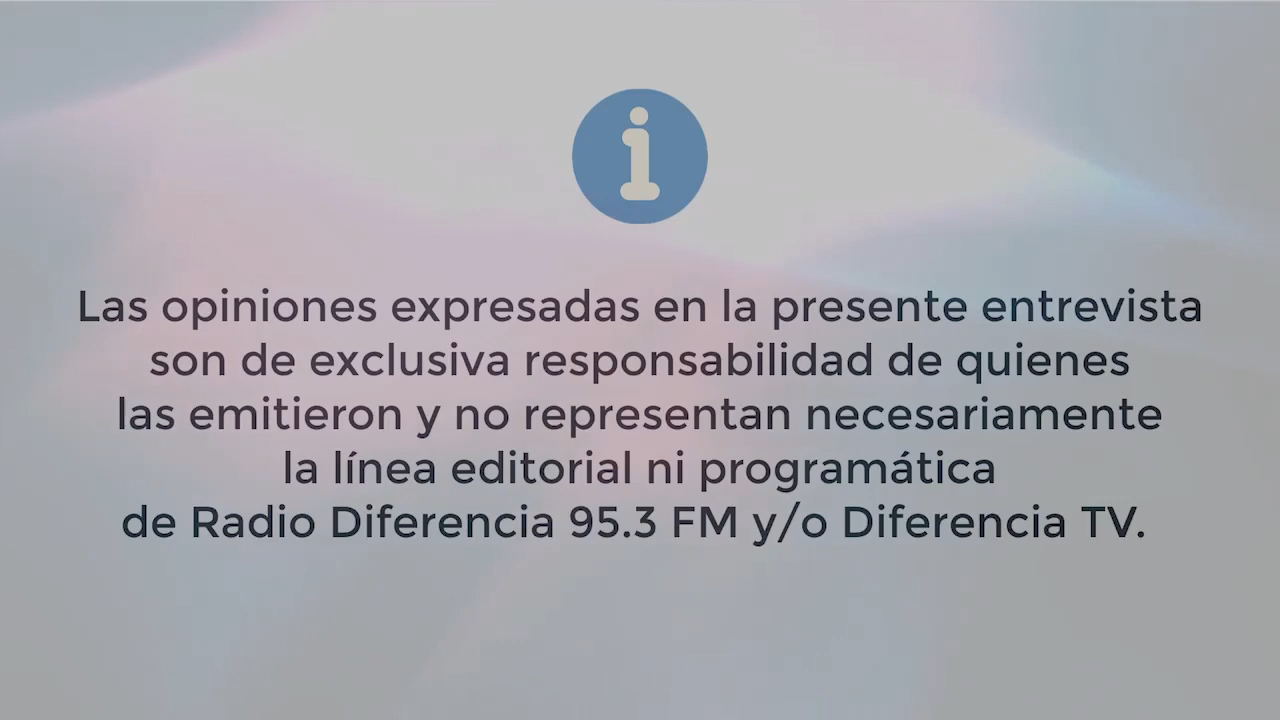 Las opiniones expresadas en la presente entrevista
son de exclusiva responsabilidad de quienes
las emitieron y no representan necesariamente
la línea editorial ni programática
de Radio Diferencia 95.3 FM y/o Diferencia TV.